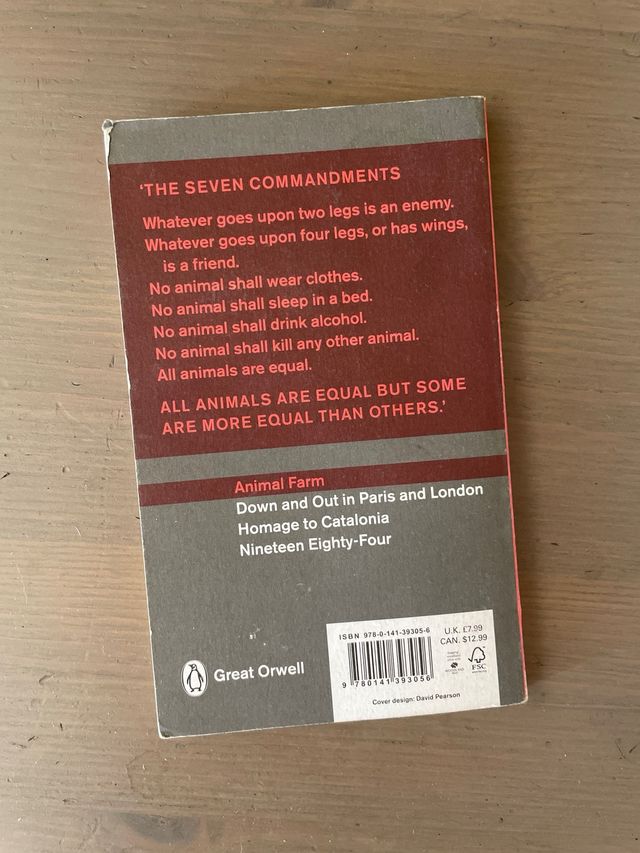 ‘THE SEVEN COMMANDMENTS
Whatever goes upon two legs is an enemy.
Whatever goes upon four legs, or has wings,
is a friend.
No animal shall wear clothes.
No animal shall sleep in a bed.
No animal shall drink alcohol.
No animal shall kill any other animal.
All animals are equal.
ALL ANIMALS ARE EQUAL BUT SOME
ARE MORE EQUAL THAN OTHERS.’
Animal Farm
Down and Out in Paris and London
Homage to Catalonia
Nineteen Eighty-Four
Great Orwell
ISBN 978-0-141-39305-6
9 780141 393056
U.K. £7.99
CAN. $12.99
FSC
Cover design: David Pearson